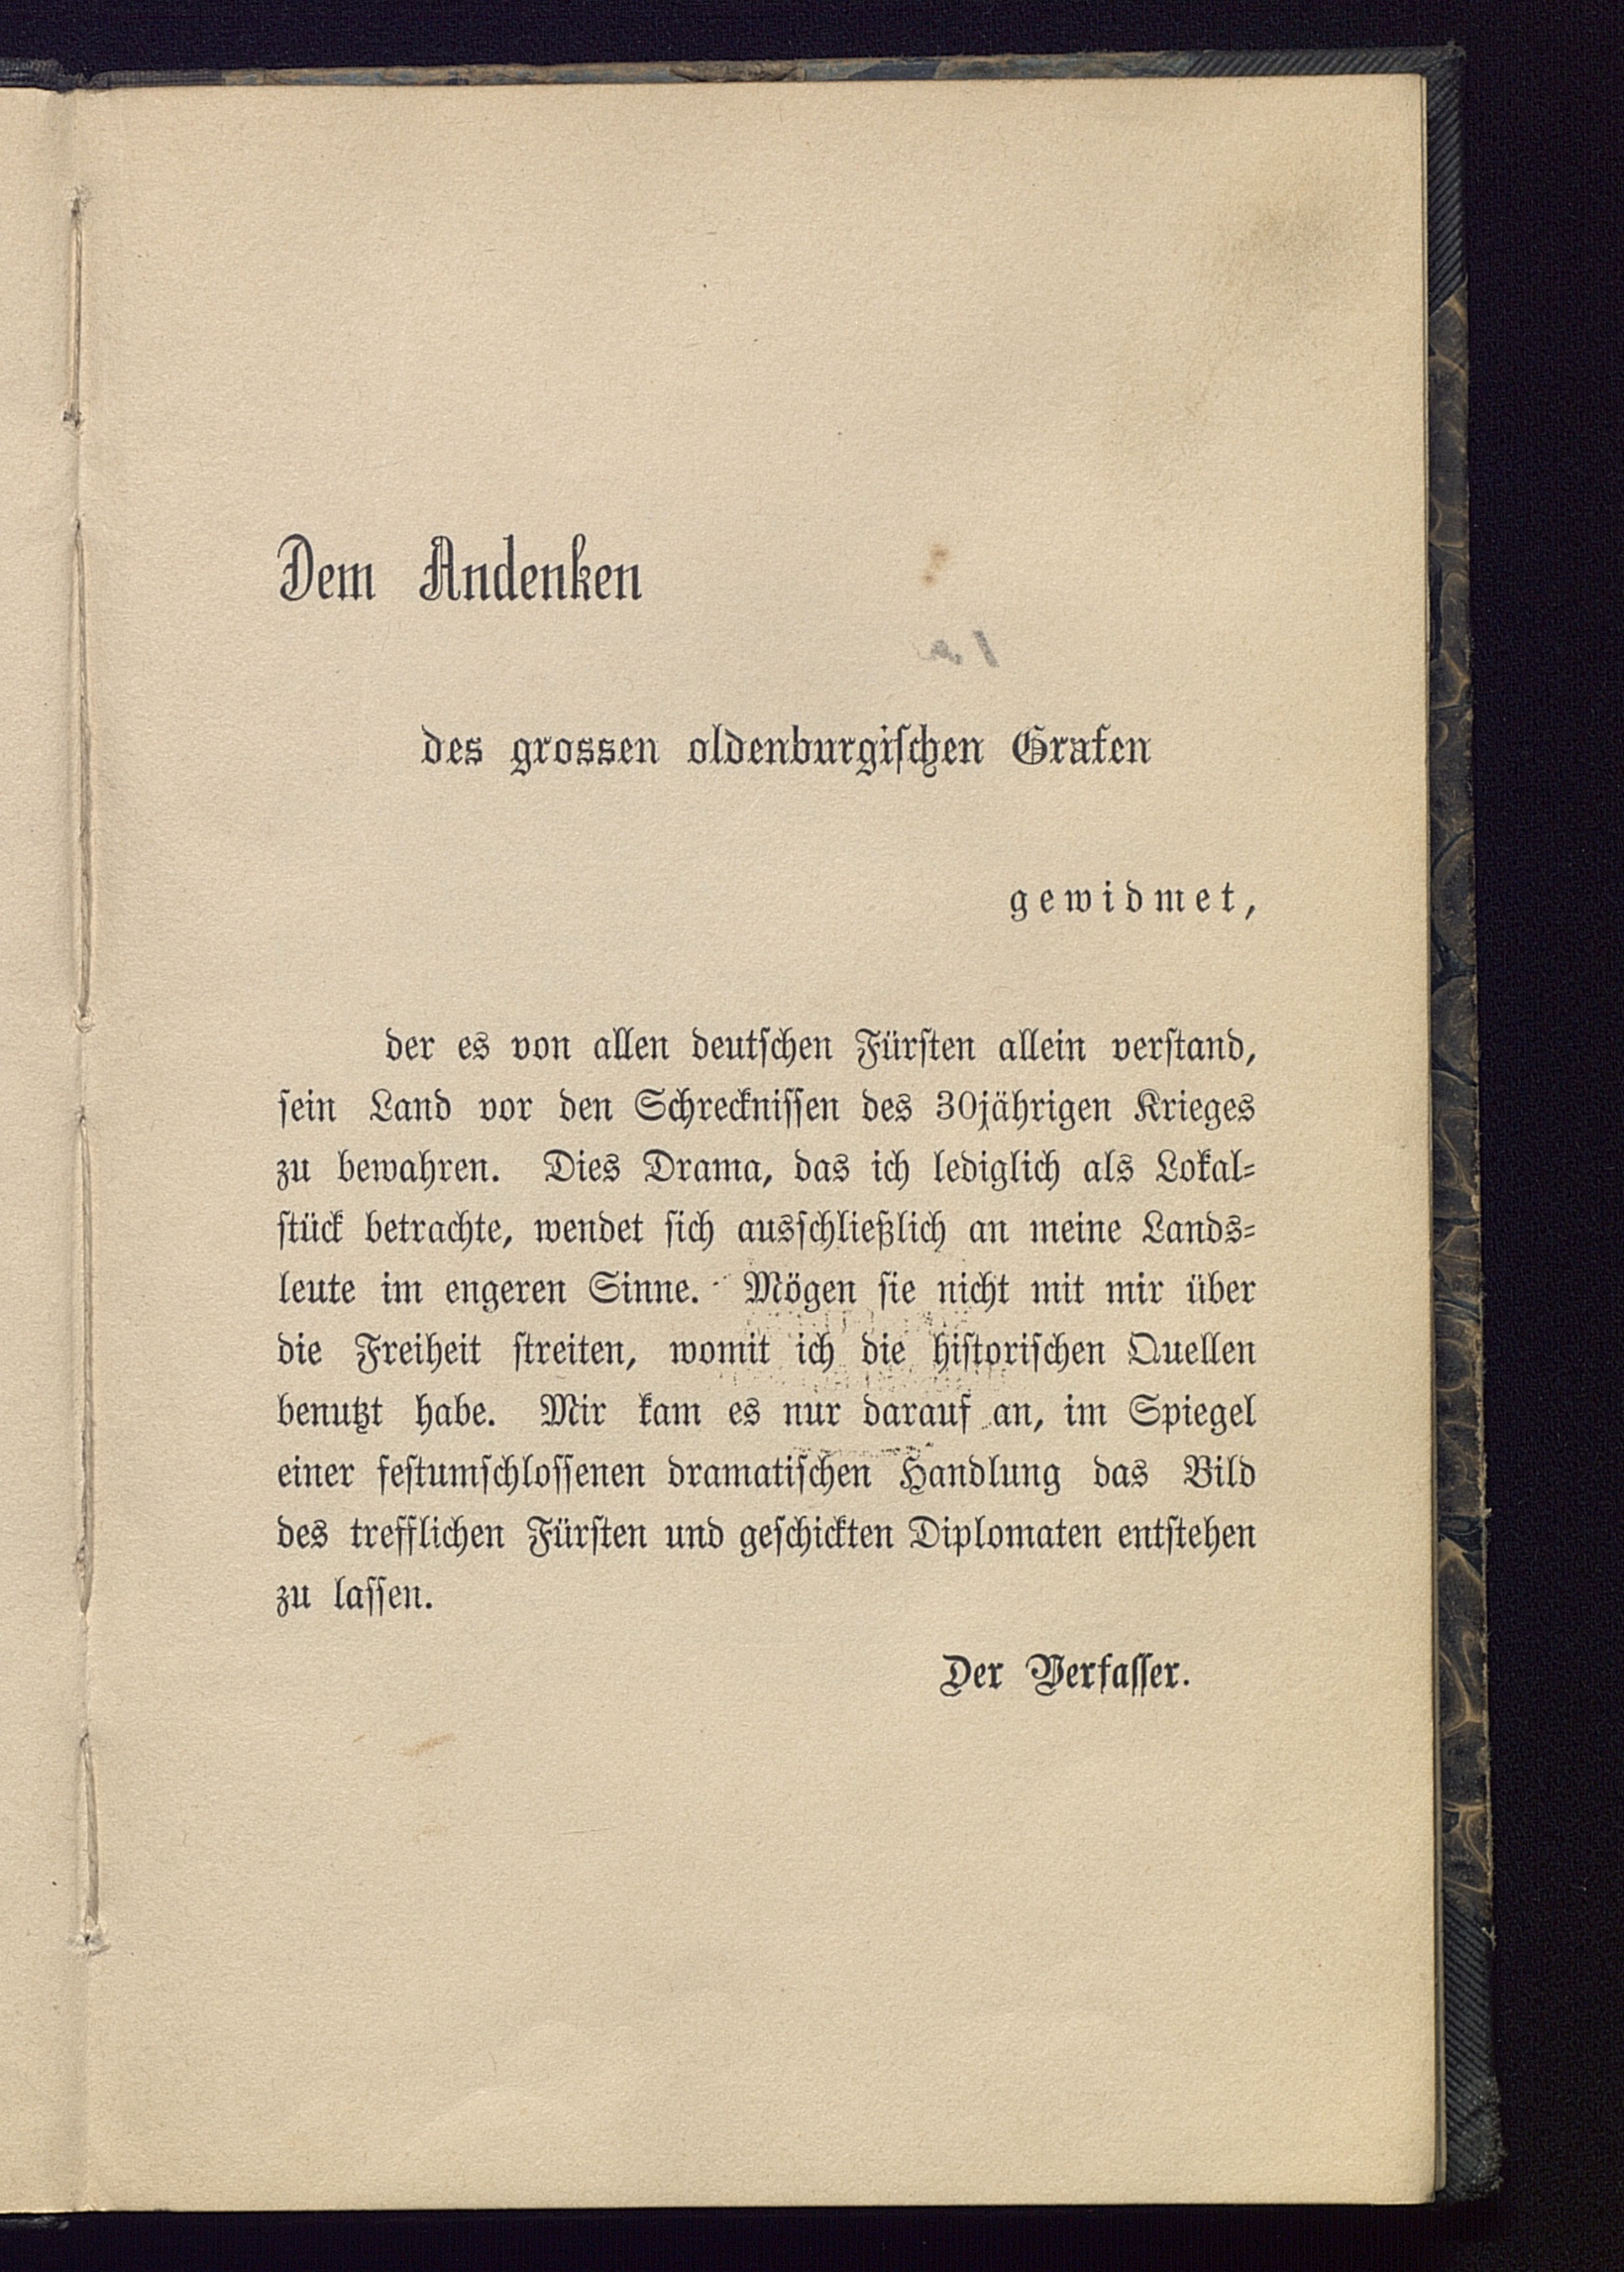 Dem Andenken
des grossen oldenburgischen Grafen
gewidmet,
der es von allen deutschen Fürsten allein verstand,
sein Land vor den Schrecknissen des 30jährigen Krieges
zu bewahren. Dies Drama, das ich lediglich als Lokal-
stück betrachte, wendet sich ausschließlich an meine Lands-
leute im engeren Sinne. Mögen sie nicht mit mir über
die Freiheit streiten, womit ich die historischen Quellen
benutzt habe. Mir kam es nur darauf an, im Spiegel
einer festumschlossenen dramatischen Handlung das Bild
des trefflichen Fürsten und geschickten Diplomaten entstehen
zu lassen.
Der Verfasser.